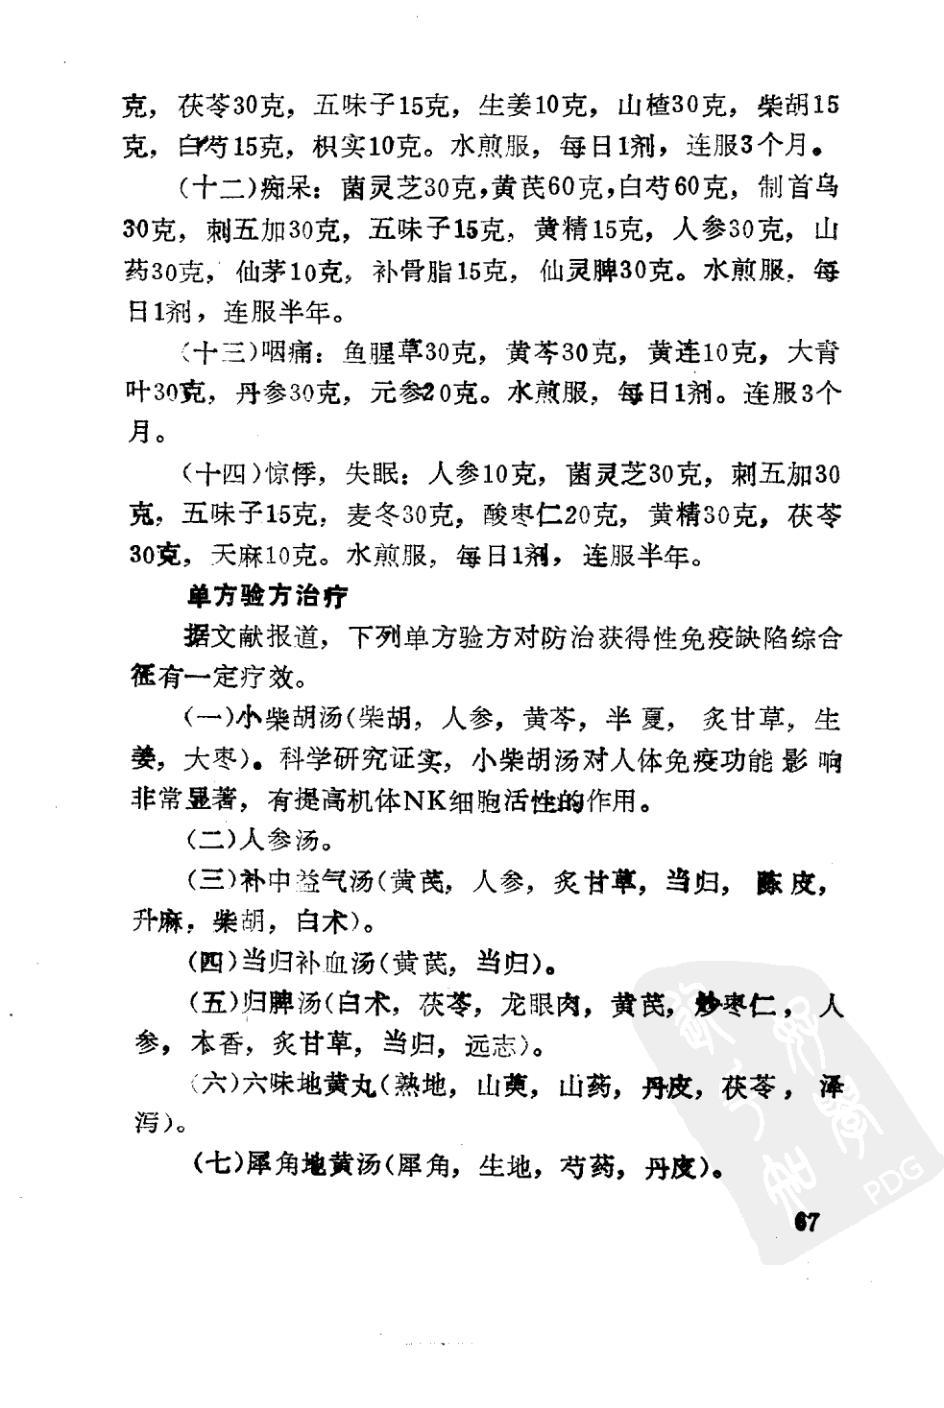 克，茯苓30克，五味子15克，生姜10克，山楂30克，柴胡15
克，白芍15克，枳实10克。水煎服，每日1剂，连服3个月。
（十二）痴呆：菌灵芝30克，黄芪60克，白芍60克，制首乌
30克，刺五加30克，五味子15克，黄精15克，人参30克，山
药30克，仙茅10克，补骨脂15克，仙灵脾30克。水煎服，每
日1剂，连服半年。
（十三）咽痛：鱼腥草30克，黄芩30克，黄连10克，大青
叶30克，丹参30克，元参20克。水煎服，每日1剂。连服3个
月。
（十四）惊悸，失眠：人参10克，菌灵芝30克，刺五加30
克，五味子15克，麦冬30克，酸枣仁20克，黄精30克，茯苓
30克，天麻10克。水煎服，每日1剂，连服半年。
单方验方治疗
据文献报道，下列单方验方对防治获得性免疫缺陷综合
征有一定疗效。
（一）小柴胡汤（柴胡，人参，黄芩，半夏，炙甘草，生
姜，大枣）。科学研究证实，小柴胡汤对人体免疫功能影响
非常显著，有提高机体NK细胞活性的作用。
（二）人参汤。
（三）补中益气汤（黄芪，人参，炙甘草，当归，陈皮，
升麻，柴胡，白术）。
（四）当归补血汤（黄芪，当归）。
（五）归脾汤（白术，茯苓，龙眼肉，黄芪，炒枣仁，人
参，木香，炙甘草，当归，远志）。
（六）六味地黄丸（熟地，山萸，山药，丹皮，茯苓，泽
泻）。
（七）犀角地黄汤（犀角，生地，芍药，丹皮）。
67
PDG